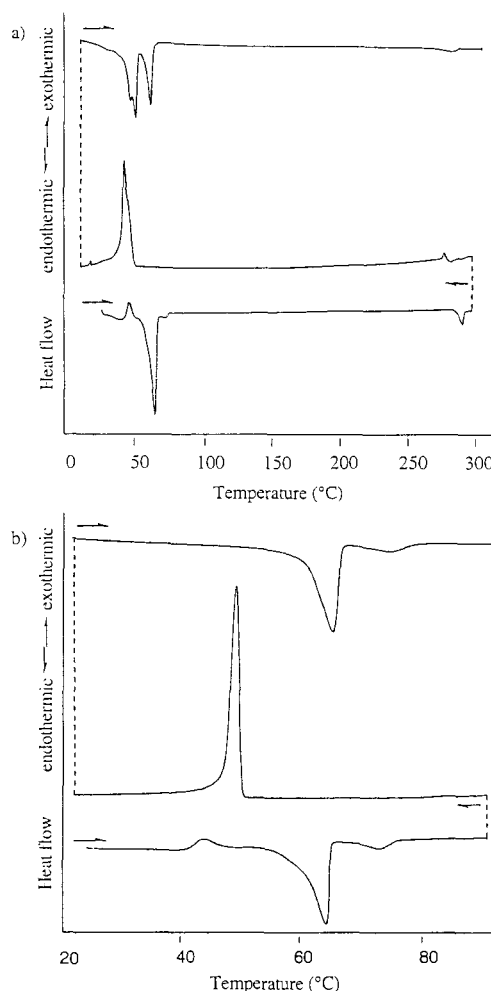 a)
endothermic ←→ exothermic
Heat flow
0 50 100 150 200 250 300
Temperature (°C)
b)
endothermic ←→ exothermic
Heat flow
20 40 60 80
Temperature (°C)